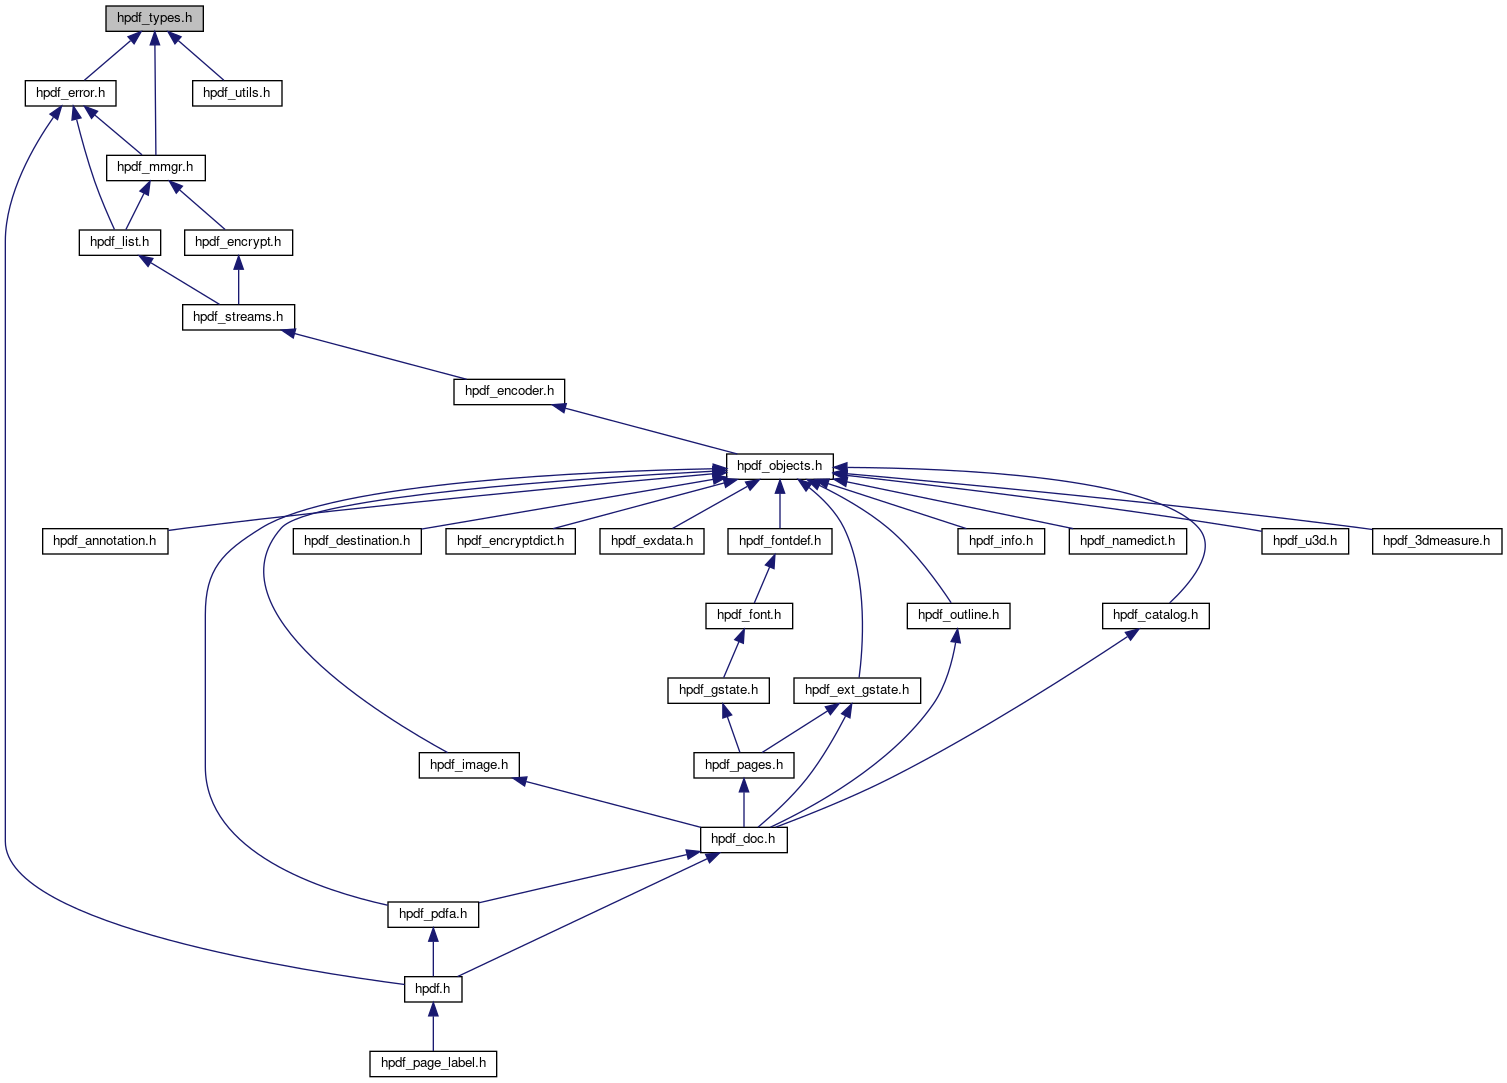 hpdf_types.h
hpdf_error.h
hpdf_utils.h
hpdf_mmgr.h
hpdf_list.h
hpdf_encrypt.h
hpdf_streams.h
hpdf_encoder.h
hpdf_objects.h
hpdf_annotation.h
hpdf_destination.h
hpdf_encryptdict.h
hpdf_exdata.h
hpdf_fontdef.h
hpdf_info.h
hpdf_namedict.h
hpdf_u3d.h
hpdf_3dmeasure.h
hpdf_font.h
hpdf_outline.h
hpdf_catalog.h
hpdf_gstate.h
hpdf_ext_gstate.h
hpdf_image.h
hpdf_pages.h
hpdf_doc.h
hpdf_pdfa.h
hpdf.h
hpdf_page_label.h